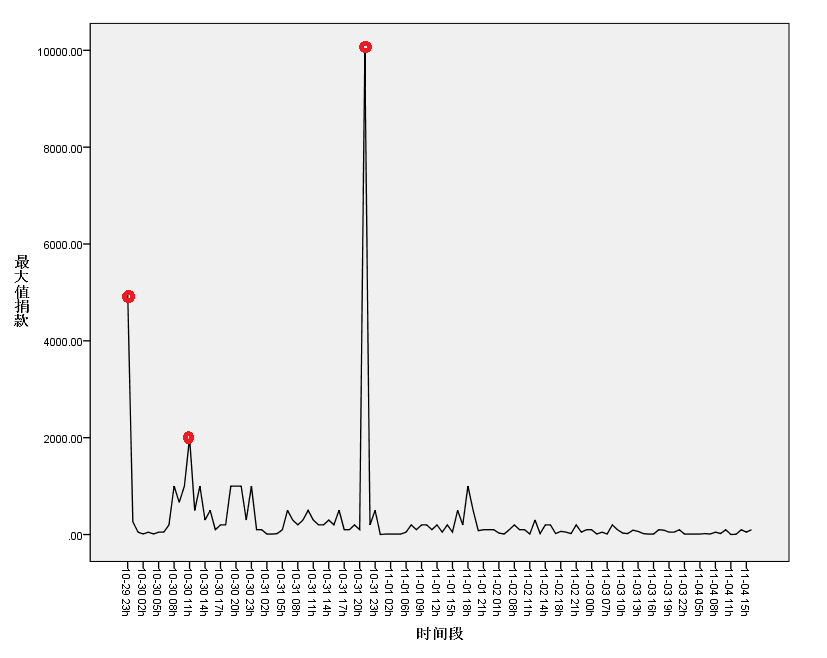 10000.00
8000.00
6000.00
4000.00
2000.00
.00
最大值捐款
10-29 23h
10-30 02h
10-30 05h
10-30 08h
10-30 11h
10-30 14h
10-30 17h
10-30 20h
10-30 23h
10-31 02h
10-31 05h
10-31 08h
10-31 11h
10-31 14h
10-31 17h
10-31 20h
10-31 23h
11-01 02h
11-01 06h
11-01 09h
11-01 12h
11-01 15h
11-01 18h
11-01 21h
11-02 01h
11-02 08h
11-02 11h
11-02 14h
11-02 18h
11-02 21h
11-03 00h
11-03 07h
11-03 10h
11-03 13h
11-03 16h
11-03 19h
11-03 22h
11-04 05h
11-04 08h
11-04 11h
11-04 15h
时间段